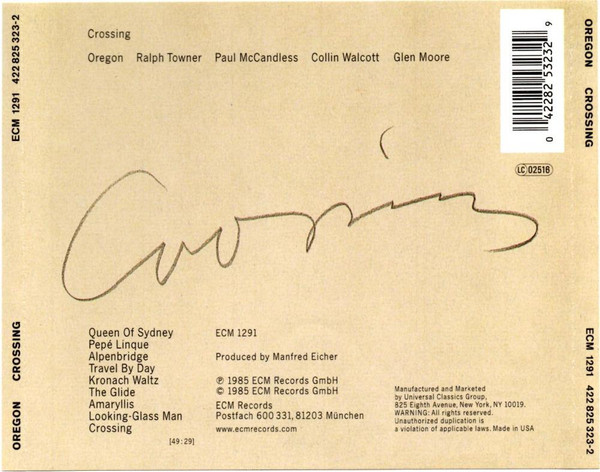 Crossing
Oregon Ralph Towner Paul McCandless Collin Walcott Glen Moore
ECM 1291 422 825 323-2
OREGON CROSSING
OREGON CROSSING
ECM 1291 422 825 323-2
0 42282 53232 9
LC 02516
Crossing
Queen Of Sydney
Pepé Linque
Alpenbridge
Travel By Day
Kronach Waltz
The Glide
Amaryllis
Looking-Glass Man
Crossing
[49:29]
ECM 1291
Produced by Manfred Eicher
℗ 1985 ECM Records GmbH
© 1985 ECM Records GmbH
ECM Records
Postfach 600 331, 81203 München
www.ecmrecords.com
Manufactured and Marketed
by Universal Classics Group,
825 Eighth Avenue, New York, NY 10019.
WARNING: All rights reserved.
Unauthorized duplication is
a violation of applicable laws. Made in USA